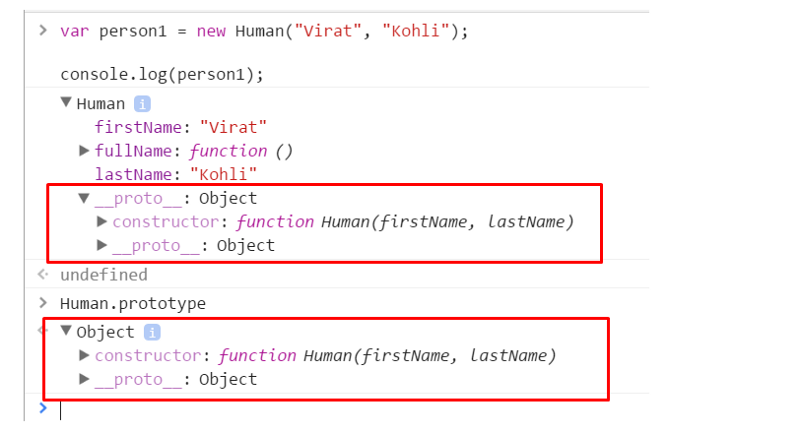 > var person1 = new Human("Virat", "Kohli");
console.log(person1);
▼ Human i
firstName: "Virat"
▶ fullName: function ()
lastName: "Kohli"
▼ __proto__: Object
▶ constructor: function Human(firstName, lastName)
▶ __proto__: Object
< undefined
> Human.prototype
< ▼ Object i
▶ constructor: function Human(firstName, lastName)
▶ __proto__: Object
>